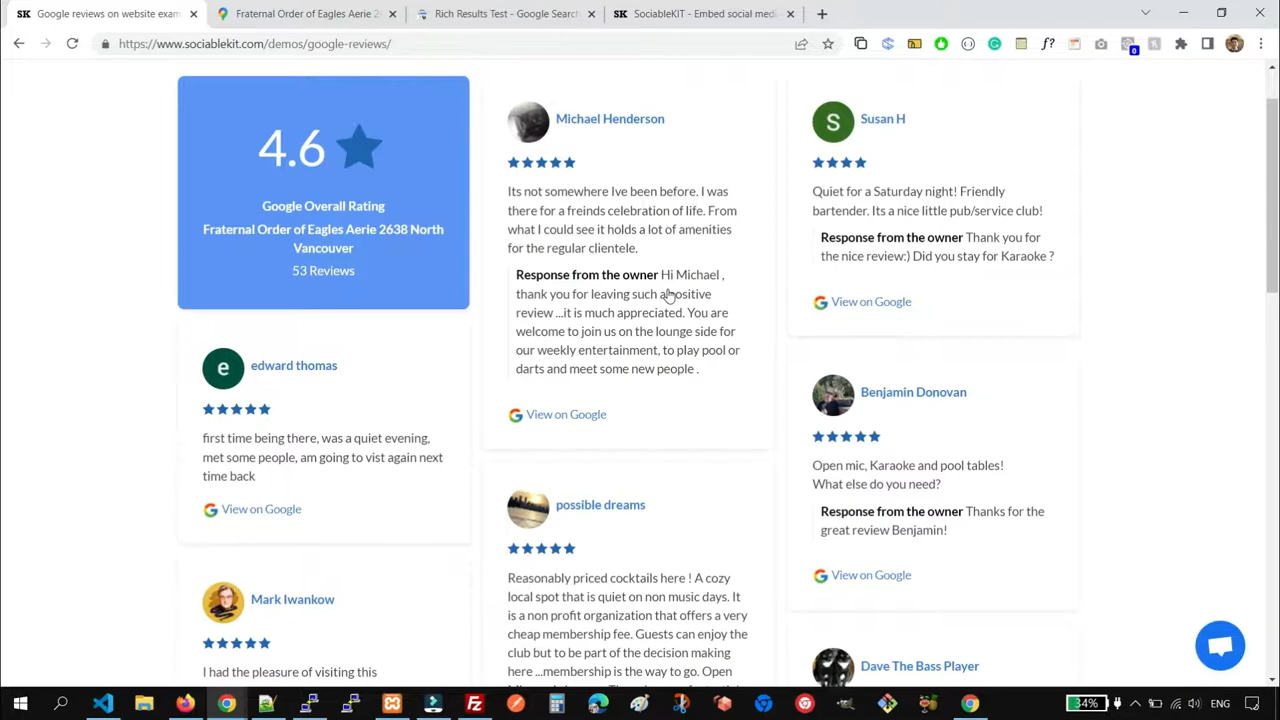 Google reviews on website exam
Fraternal Order of Eagles Aerie 2
Rich Results Test - Google Search
SociableKIT - Embed social medi
https://www.sociablekit.com/demos/google-reviews/
4.6
Google Overall Rating
Fraternal Order of Eagles Aerie 2638 North
Vancouver
53 Reviews
edward thomas
first time being there, was a quiet evening,
met some people, am going to vist again next
time back
View on Google
Mark Iwankow
I had the pleasure of visiting this
Michael Henderson
Its not somewhere Ive been before. I was
there for a freinds celebration of life. From
what I could see it holds a lot of amenities
for the regular clientele.
Response from the owner Hi Michael ,
thank you for leaving such a positive
review ...it is much appreciated. You are
welcome to join us on the lounge side for
our weekly entertainment, to play pool or
darts and meet some new people .
View on Google
possible dreams
Reasonably priced cocktails here ! A cozy
local spot that is quiet on non music days. It
is a non profit organization that offers a very
cheap membership fee. Guests can enjoy the
club but to be part of the decision making
here ...membership is the way to go. Open
Susan H
S
Quiet for a Saturday night! Friendly
bartender. Its a nice little pub/service club!
Response from the owner Thank you for
the nice review:) Did you stay for Karaoke ?
View on Google
Benjamin Donovan
Open mic, Karaoke and pool tables!
What else do you need?
Response from the owner Thanks for the
great review Benjamin!
View on Google
Dave The Bass Player
34%
ENG